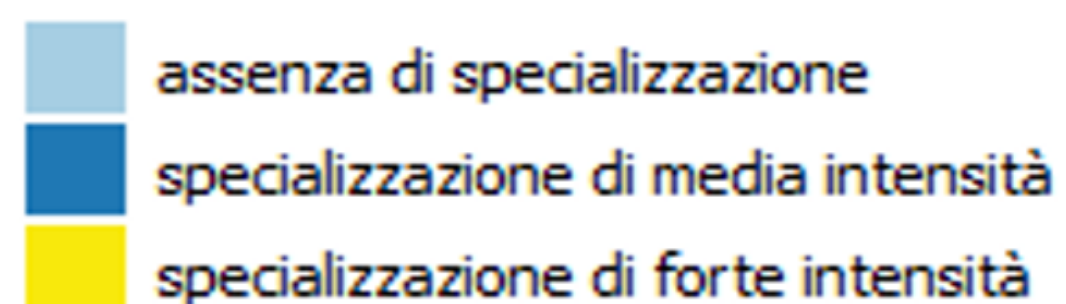 assenza di specializzazione
specializzazione di media intensità
specializzazione di forte intensità